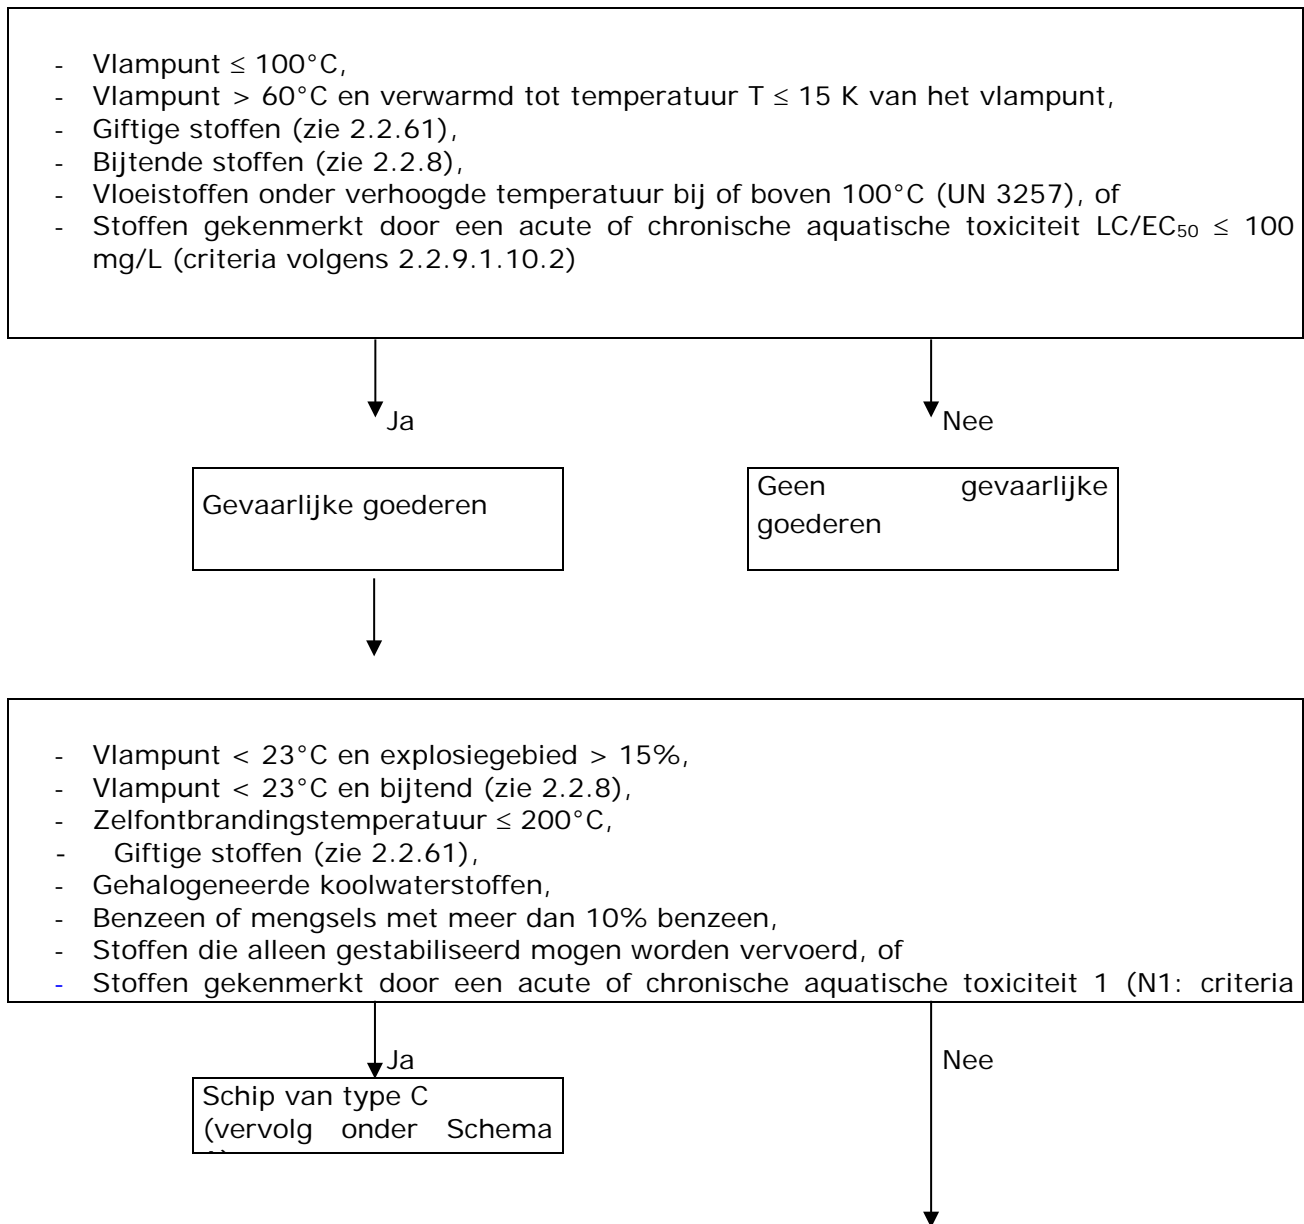 - Vlampunt ≤ 100°C,
- Vlampunt > 60°C en verwarmd tot temperatuur T ≤ 15 K van het vlampunt,
- Giftige stoffen (zie 2.2.61),
- Bijtende stoffen (zie 2.2.8),
- Vloeistoffen onder verhoogde temperatuur bij of boven 100°C (UN 3257), of
- Stoffen gekenmerkt door een acute of chronische aquatische toxiciteit LC/EC50 ≤ 100
mg/L (criteria volgens 2.2.9.1.10.2)
Ja
Nee
Gevaarlijke goederen
Geen gevaarlijke
goederen
- Vlampunt < 23°C en explosiegebied > 15%,
- Vlampunt < 23°C en bijtend (zie 2.2.8),
- Zelfontbrandingstemperatuur ≤ 200°C,
- Giftige stoffen (zie 2.2.61),
- Gehalogeneerde koolwaterstoffen,
- Benzeen of mengsels met meer dan 10% benzeen,
- Stoffen die alleen gestabiliseerd mogen worden vervoerd, of
- Stoffen gekenmerkt door een acute of chronische aquatische toxiciteit 1 (N1: criteria
Ja
Nee
Schip van type C
(vervolg onder Schema